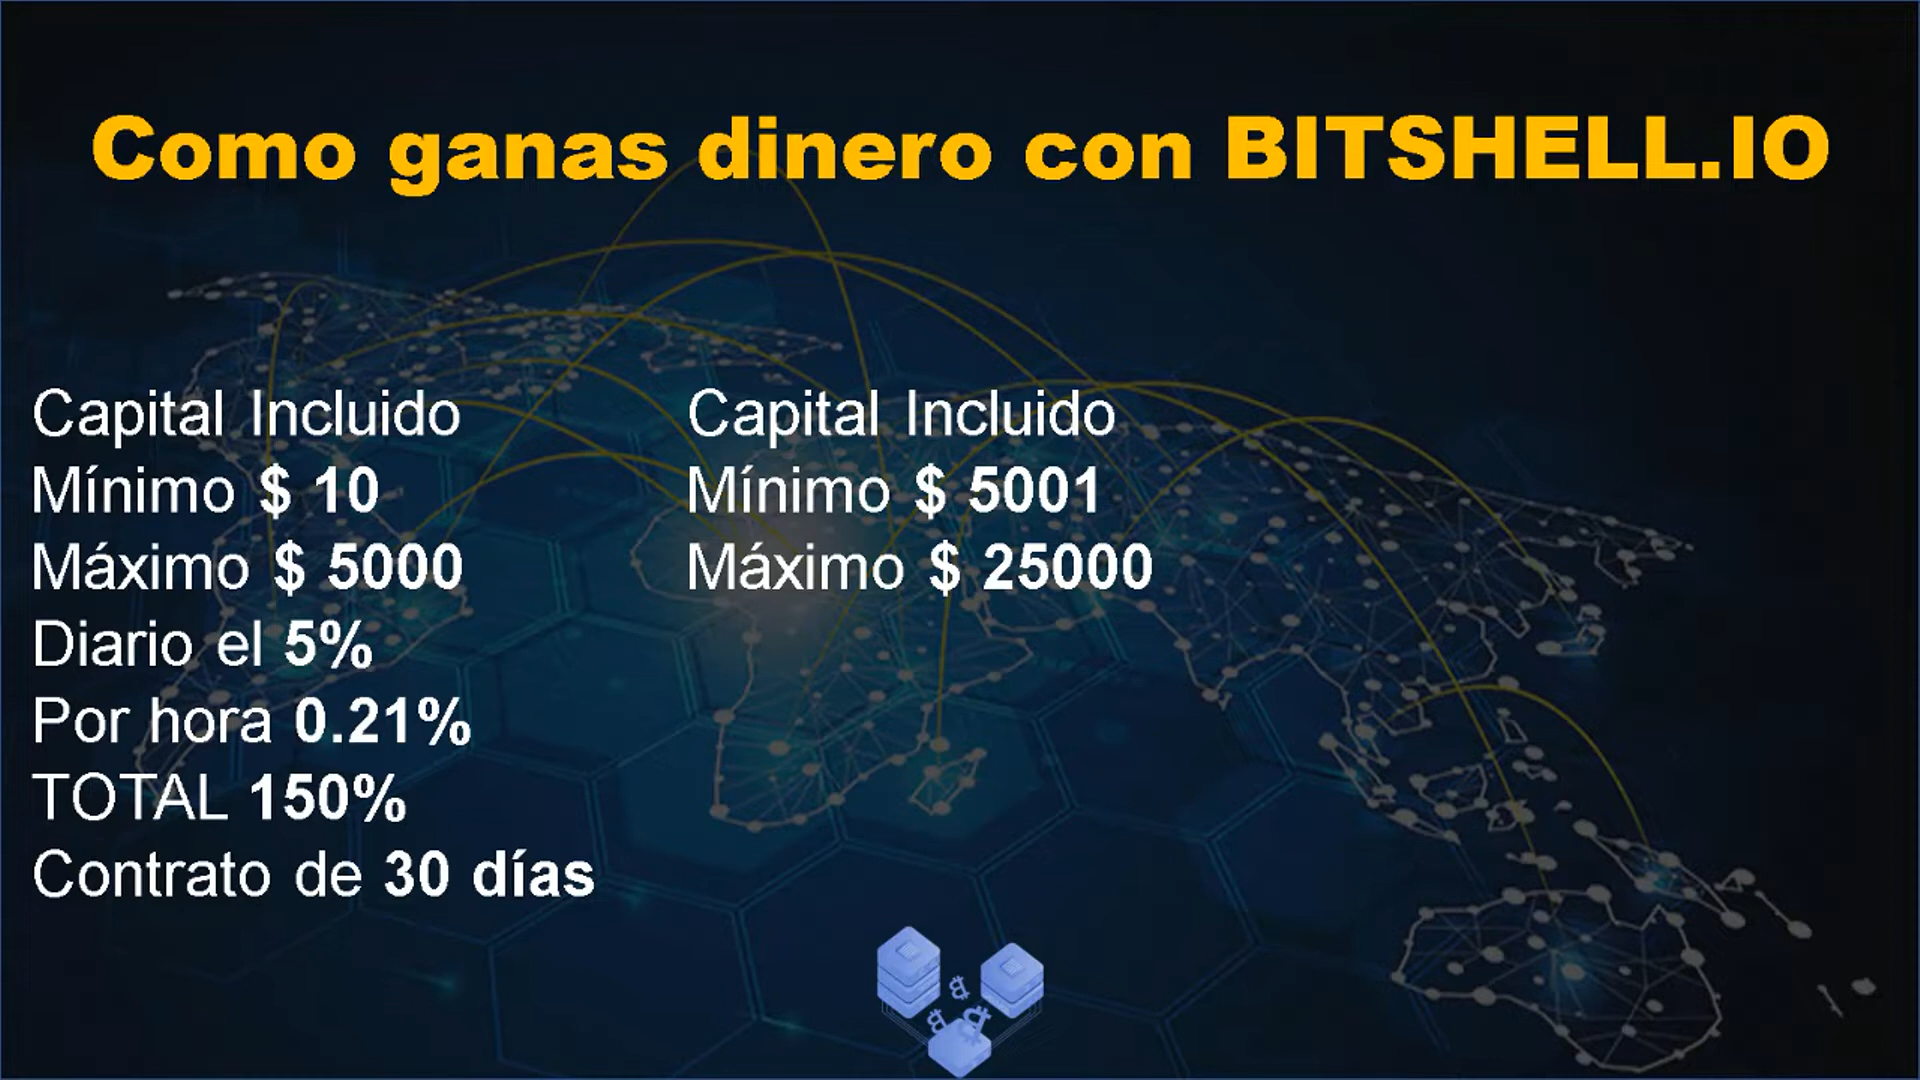 Como ganas dinero con BITSHELL.IO
Capital Incluido
Mínimo $ 10
Máximo $ 5000
Diario el 5%
Por hora 0.21%
TOTAL 150%
Contrato de 30 días
Capital Incluido
Mínimo $ 5001
Máximo $ 25000